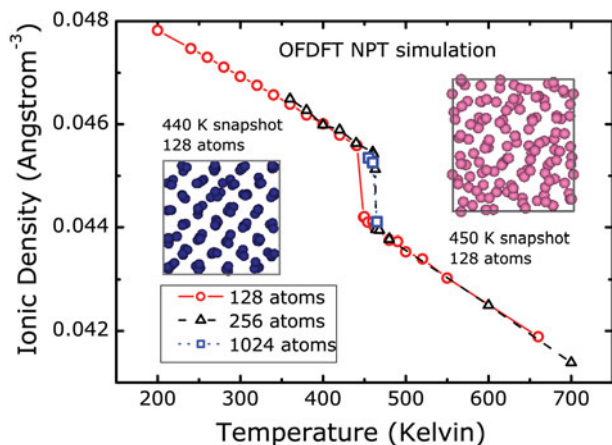 OFDFT NPT simulation
0.048
0.046
0.044
0.042
Ionic Density (Angstrom⁻³)
440 K snapshot
128 atoms
450 K snapshot
128 atoms
128 atoms
256 atoms
1024 atoms
200 300 400 500 600 700
Temperature (Kelvin)